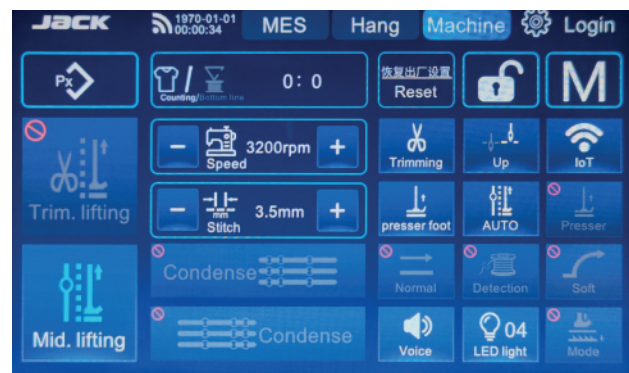 JACK
1970-01-01
00:00:34
MES
Hang
Machine
Login
Px
Counting/Bottom line
0: 0
恢复出厂设置
Reset
M
Trim. lifting
Speed
3200rpm
Trimming
Up
IoT
mm
Stitch
3.5mm
presser foot
AUTO
Presser
Mid. lifting
Condense
Normal
Detection
Soft
Condense
Voice
04
LED light
Mode